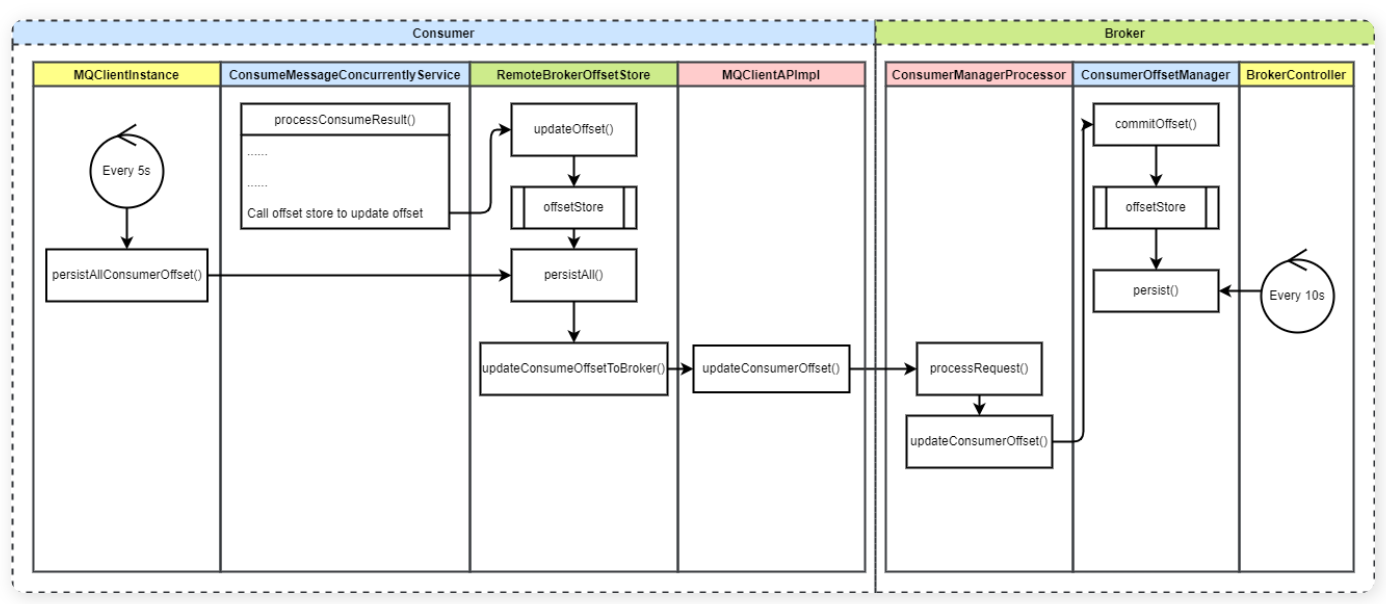 Consumer
Broker
MQClientInstance
ConsumeMessageConcurrentlyService
RemoteBrokerOffsetStore
MQClientAPImpl
ConsumerManagerProcessor
ConsumerOffsetManager
BrokerController
Every 5s
persistAllConsumerOffset()
processConsumeResult()
......
......
Call offset store to update offset
updateOffset()
offsetStore
persistAll()
updateConsumeOffsetToBroker()
updateConsumerOffset()
processRequest()
updateConsumerOffset()
commitOffset()
offsetStore
persist()
Every 10s